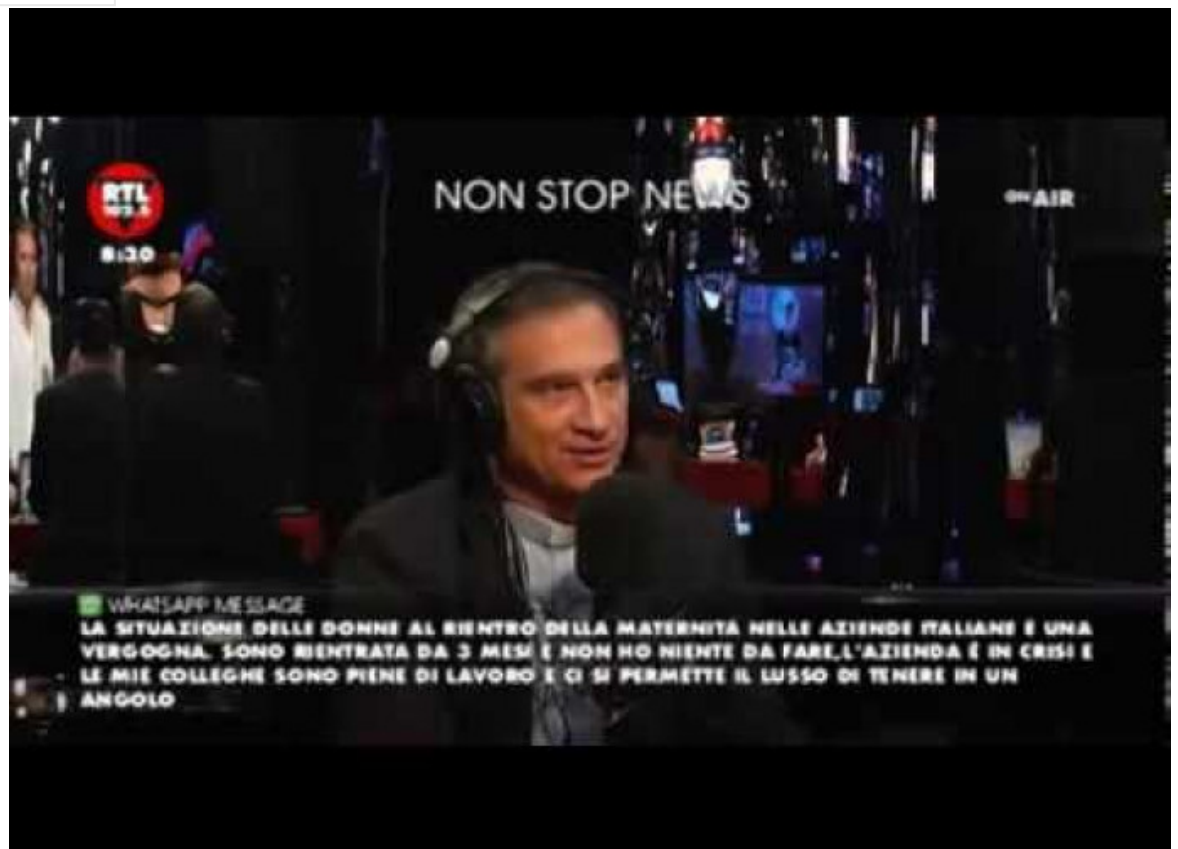 RTL
102.5
NON STOP NEWS
ON AIR
8:20
WHATSAPP MESSAGE
LA SITUAZIONE DELLE DONNE AL RIENTRO DELLA MATERNITA NELLE AZIENDE ITALIANE É UNA
VERGOGNA. SONO RIENTRATA DA 3 MESI E NON HO NIENTE DA FARE,L'AZIENDA É IN CRISI E
LE MIE COLLEGHE SONO PIENE DI LAVORO E CI SI PERMETTE IL LUSSO DI TENERE IN UN
ANGOLO